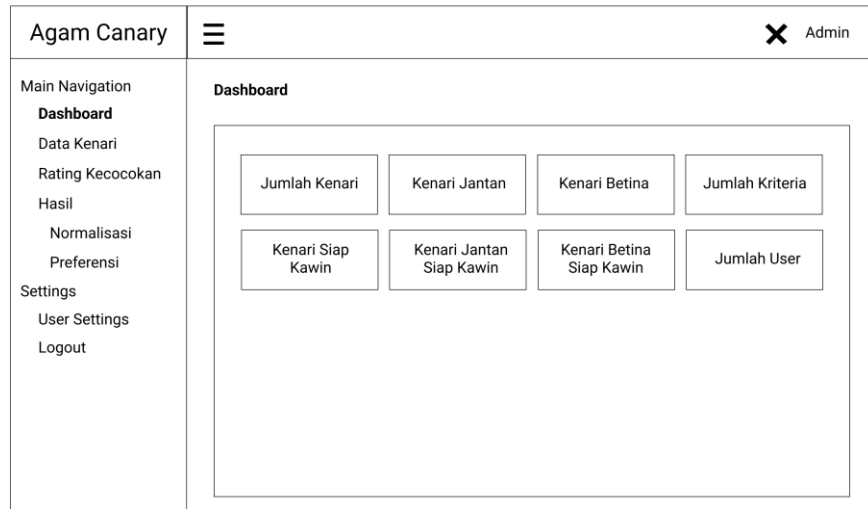 Agam Canary
Admin
Main Navigation
Dashboard
Data Kenari
Rating Kecocokan
Hasil
Normalisasi
Preferensi
Settings
User Settings
Logout
Dashboard
Jumlah Kenari
Kenari Jantan
Kenari Betina
Jumlah Kriteria
Kenari Siap
Kawin
Kenari Jantan
Siap Kawin
Kenari Betina
Siap Kawin
Jumlah User